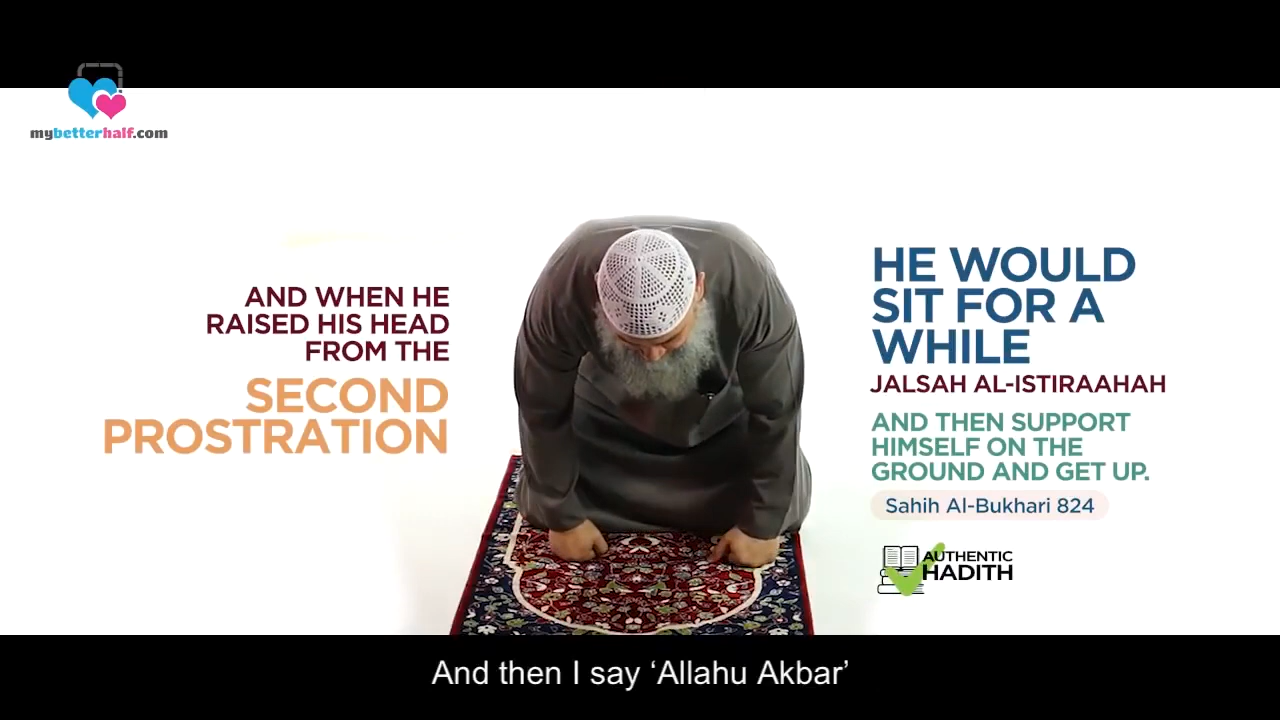 mybetterhalf.com
AND WHEN HE
RAISED HIS HEAD
FROM THE
SECOND
PROSTRATION
HE WOULD
SIT FOR A
WHILE
JALSAH AL-ISTIRAAHAH
AND THEN SUPPORT
HIMSELF ON THE
GROUND AND GET UP.
Sahih Al-Bukhari 824
AUTHENTIC
HADITH
And then I say ‘Allahu Akbar’